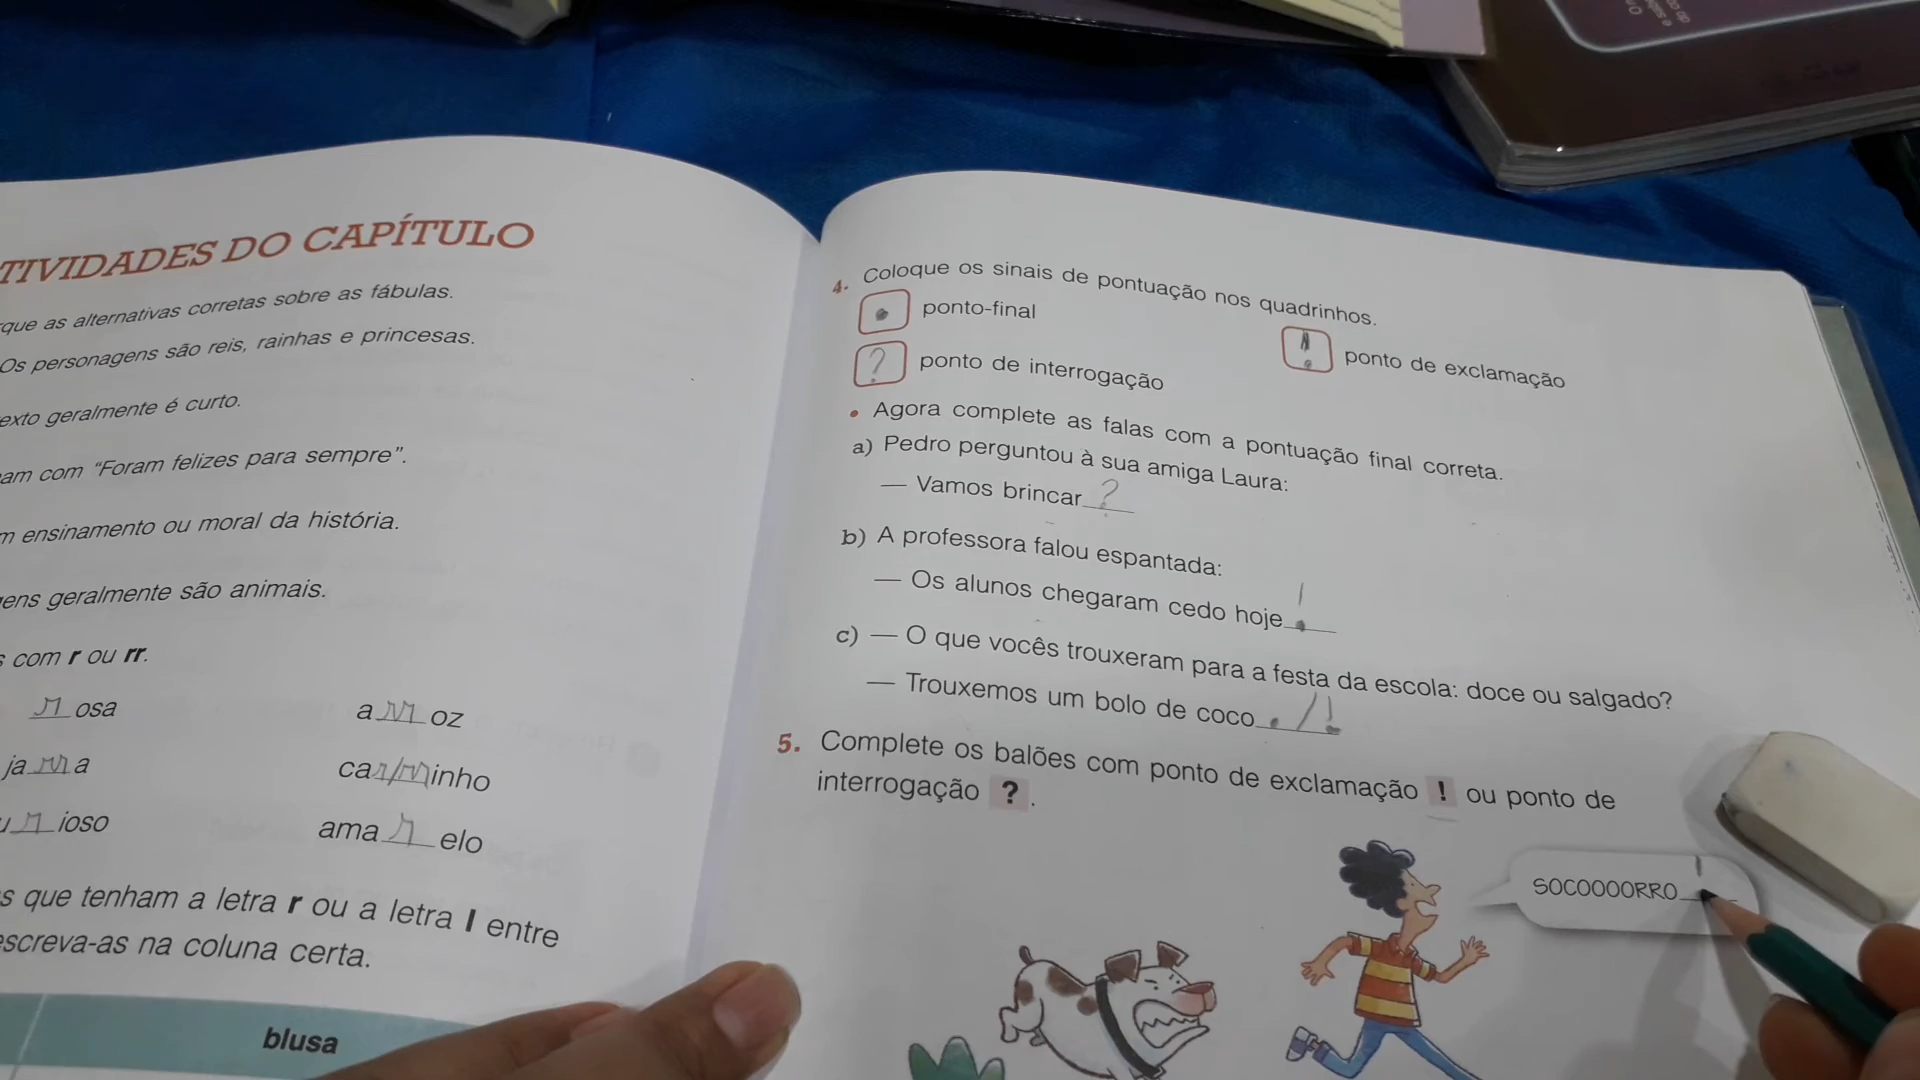 TIVIDADES DO CAPÍTULO
que as alternativas corretas sobre as fábulas.
Os personagens são reis, rainhas e princesas.
exto geralmente é curto.
am com “Foram felizes para sempre”.
m ensinamento ou moral da história.
ens geralmente são animais.
s com r ou rr.
r osa
a rr oz
ja rr a
ca r/rr inho
u r ioso
ama r elo
s que tenham a letra r ou a letra l entre
escreva-as na coluna certa.
blusa
4. Coloque os sinais de pontuação nos quadrinhos.
. ponto-final
! ponto de exclamação
? ponto de interrogação
• Agora complete as falas com a pontuação final correta.
a) Pedro perguntou à sua amiga Laura:
— Vamos brincar ?
b) A professora falou espantada:
— Os alunos chegaram cedo hoje !
c) — O que vocês trouxeram para a festa da escola: doce ou salgado?
— Trouxemos um bolo de coco . / !
5. Complete os balões com ponto de exclamação ! ou ponto de
interrogação ? .
SOCOOOORRO !